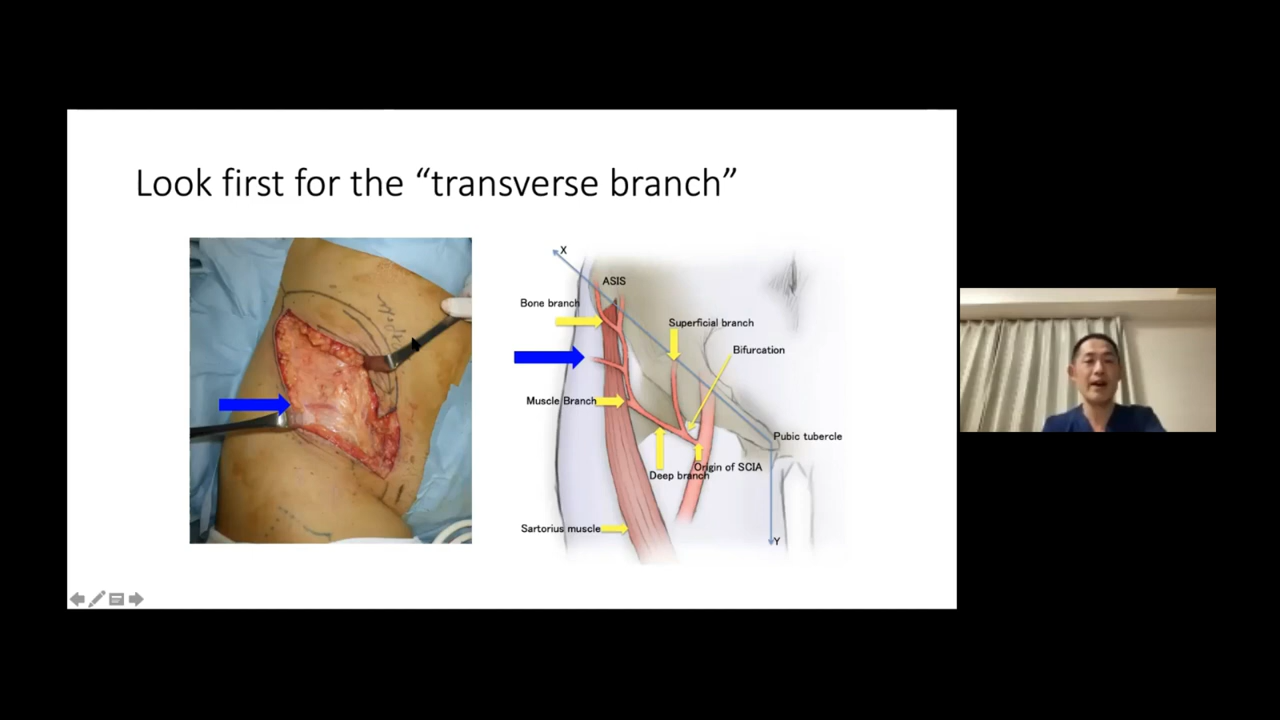 Look first for the “transverse branch”
X
ASIS
Bone branch
Superficial branch
Bifurcation
Muscle Branch
Pubic tubercle
Origin of SCIA
Deep branch
Sartorius muscle
Y